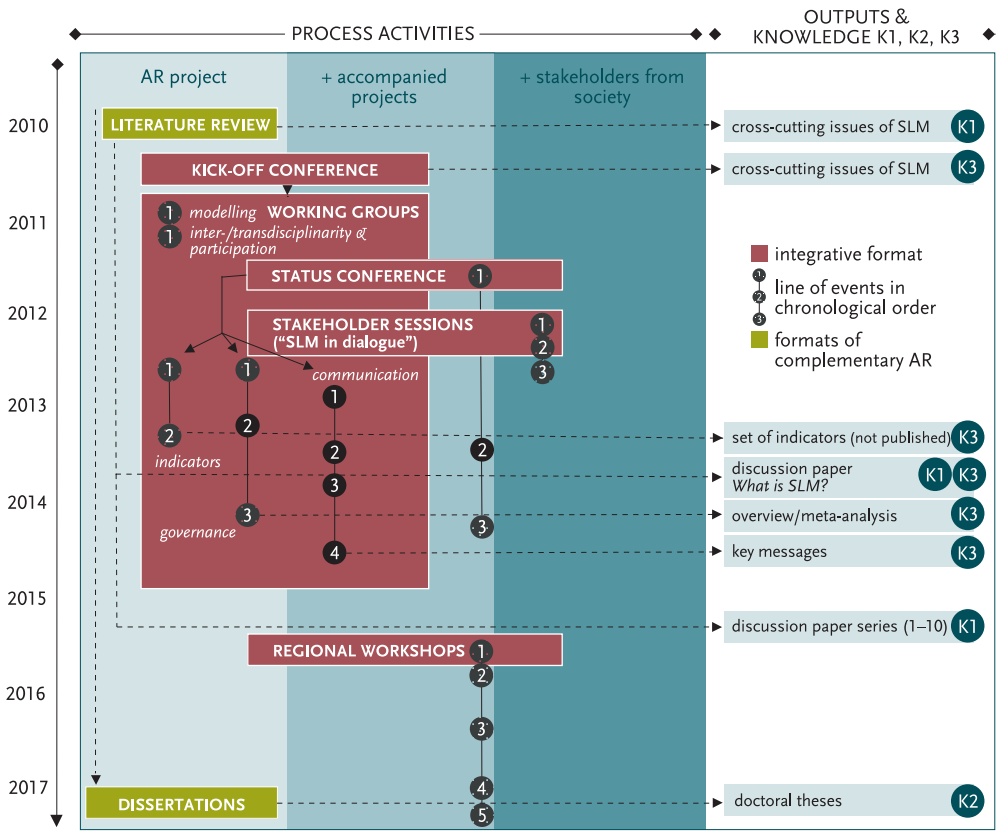 PROCESS ACTIVITIES
OUTPUTS &
KNOWLEDGE K1, K2, K3
AR project
+ accompanied
projects
+ stakeholders from
society
2010
LITERATURE REVIEW
cross-cutting issues of SLM
K1
KICK-OFF CONFERENCE
cross-cutting issues of SLM
K3
2011
1 modelling WORKING GROUPS
1 inter-/transdisciplinarity &
participation
integrative format
1
2
3
line of events in
chronological order
formats of
complementary AR
STATUS CONFERENCE 1
2012
STAKEHOLDER SESSIONS
("SLM in dialogue")
1
2
3
1
1
communication
2013
1
2
2
2
2
indicators
set of indicators (not published) K3
3
discussion paper
What is SLM?
K1 K3
2014
governance
3
3
overview/meta-analysis K3
4
key messages K3
2015
discussion paper series (1–10) K1
REGIONAL WORKSHOPS 1
2
2016
3
2017
4
DISSERTATIONS
5
doctoral theses K2